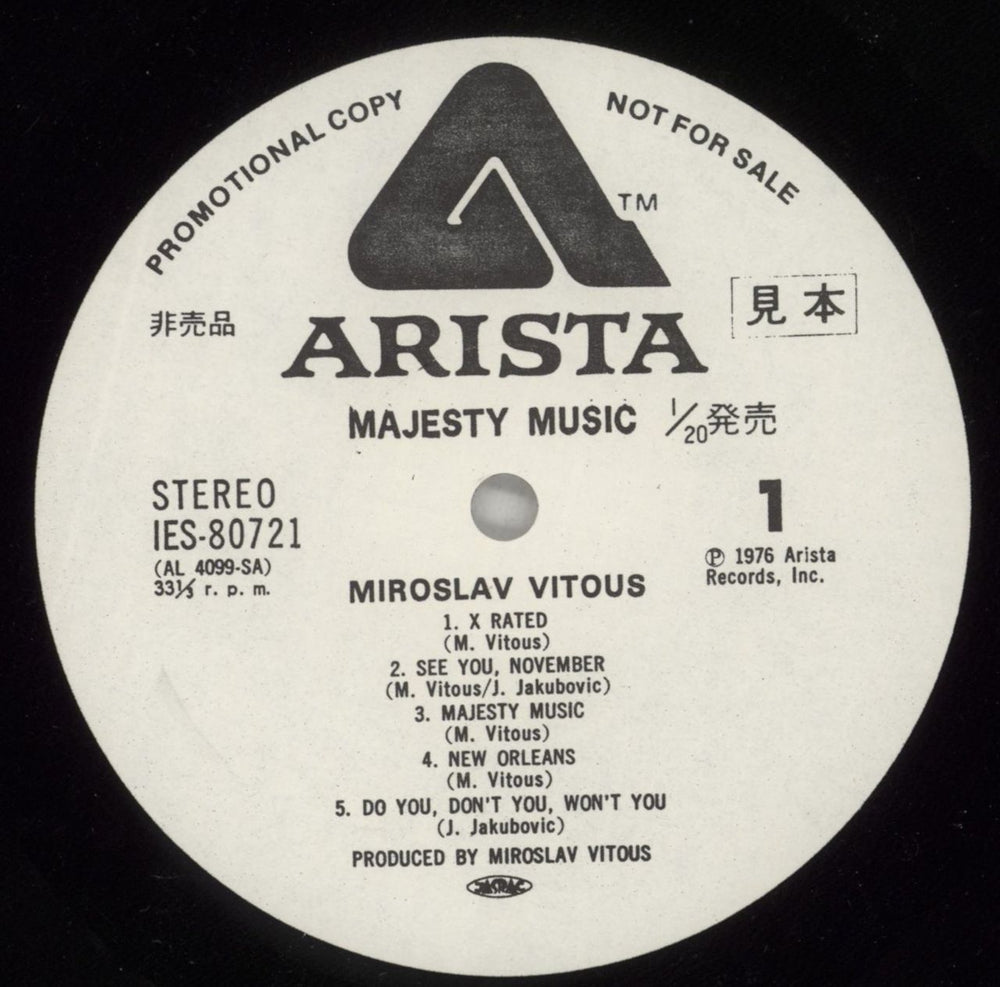 PROMOTIONAL COPY
NOT FOR SALE
TM
非売品
見本
ARISTA
MAJESTY MUSIC 1/20発売
STEREO
IES-80721
(AL 4099-SA)
33⅓ r. p. m.
1
Ⓟ 1976 Arista
Records, Inc.
MIROSLAV VITOUS
1. X RATED
(M. Vitous)
2. SEE YOU, NOVEMBER
(M. Vitous/J. Jakubovic)
3. MAJESTY MUSIC
(M. Vitous)
4. NEW ORLEANS
(M. Vitous)
5. DO YOU, DON'T YOU, WON'T YOU
(J. Jakubovic)
PRODUCED BY MIROSLAV VITOUS
JASRAC